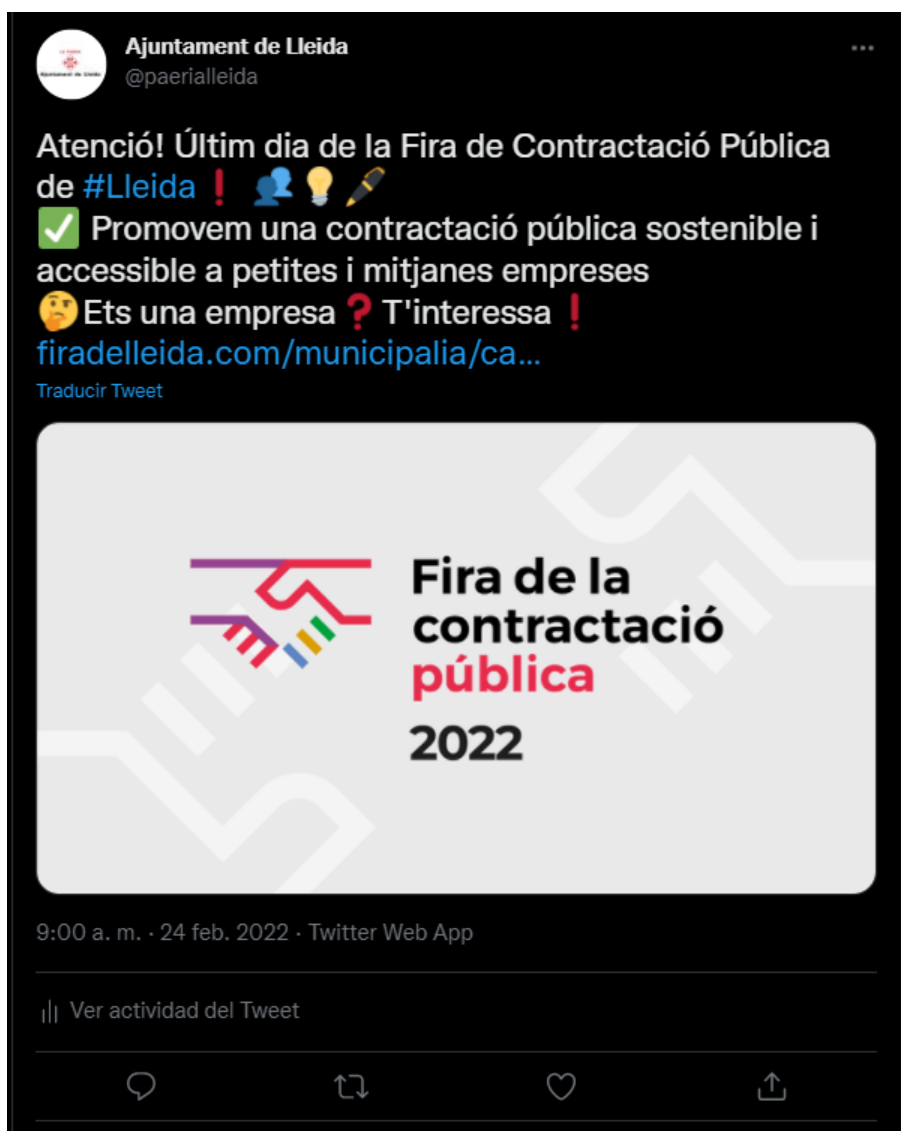 Ajuntament de Lleida
@paerialleida
Atenció! Últim dia de la Fira de Contractació Pública
de #Lleida❗ 👥💡🖋️
✅ Promovem una contractació pública sostenible i
accessible a petites i mitjanes empreses
🤔Ets una empresa❓T'interessa❗
firadelleida.com/municipalia/ca...
Traducir Tweet
Fira de la
contractació
pública
2022
9:00 a. m. · 24 feb. 2022 · Twitter Web App
Ver actividad del Tweet